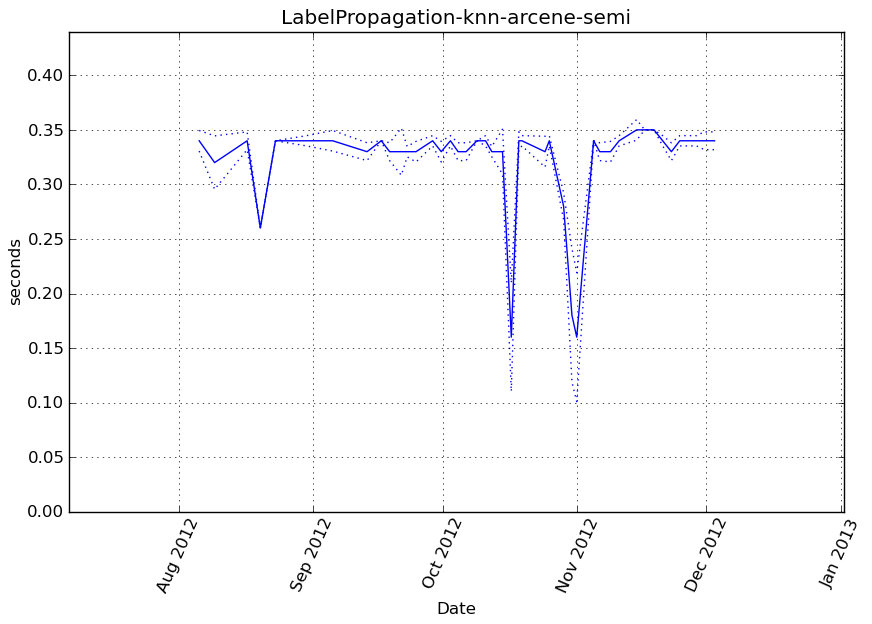 LabelPropagation-knn-arcene-semi
0.40
0.35
0.30
0.25
0.20
0.15
0.10
0.05
0.00
seconds
Aug 2012
Sep 2012
Oct 2012
Nov 2012
Dec 2012
Jan 2013
Date